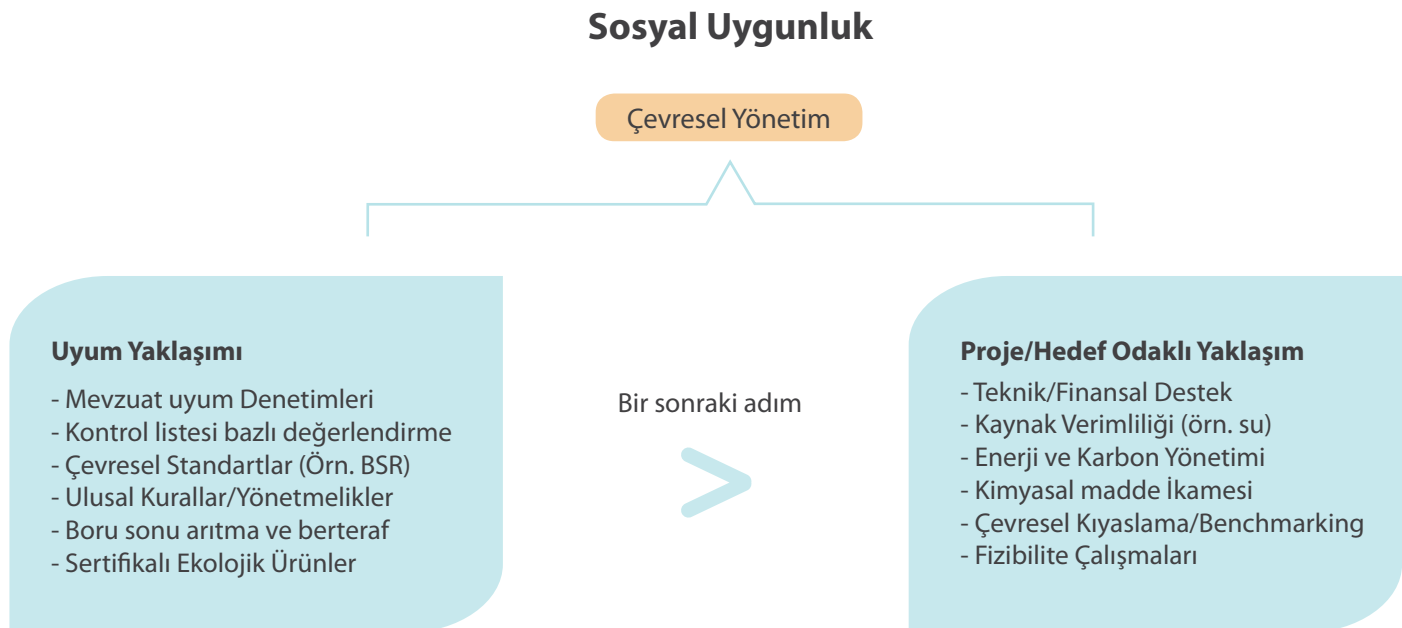 Sosyal Uygunluk
Çevresel Yönetim
Uyum Yaklaşımı
- Mevzuat uyum Denetimleri
- Kontrol listesi bazlı değerlendirme
- Çevresel Standartlar (Örn. BSR)
- Ulusal Kurallar/Yönetmelikler
- Boru sonu arıtma ve berteraf
- Sertifikalı Ekolojik Ürünler
Bir sonraki adım
>
Proje/Hedef Odaklı Yaklaşım
- Teknik/Finansal Destek
- Kaynak Verimliliği (örn. su)
- Enerji ve Karbon Yönetimi
- Kimyasal madde İkamesi
- Çevresel Kıyaslama/Benchmarking
- Fizibilite Çalışmaları